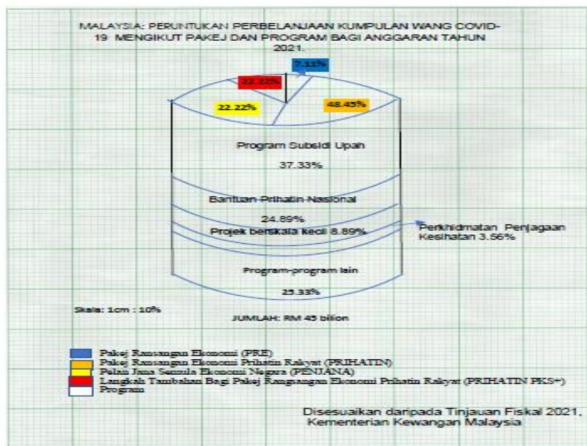 MALAYSIA: PERUNTUKAN PERBELANJAAN KUMPULAN WANG COVID-
19 MENGIKUT PAKEJ DAN PROGRAM BAGI ANGGARAN TAHUN
2021.
7.11%
22.22%
22.22%
48.45%
Program Subsidi Upah
37.33%
Bantuan Prihatin Nasional
24.89%
Projek berskala kecil 8.89%
Perkhidmatan Penjagaan
Kesihatan 3.56%
Program-program lain
25.33%
Skala: 1cm : 10%
JUMLAH: RM 45 bilion
Pakej Ransangan Ekonomi (PRE)
Pakej Ransangan Ekonomi Prihatin Rakyat (PRIHATIN)
Pelan Jana Semula Ekonomi Negara (PENJANA)
Langkah Tambahan Bagi Pakej Rangsangan Ekonomi Prihatin Rakyat (PRIHATIN PKS+)
Program
Disesuaikan daripada Tinjauan Fiskal 2021,
Kementerian Kewangan Malaysia